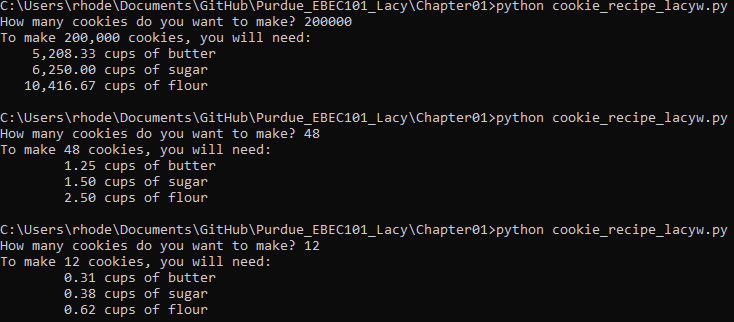 C:\Users\rhode\Documents\GitHub\Purdue_EBEC101_Lacy\Chapter01>python cookie_recipe_lacyw.py
How many cookies do you want to make? 200000
To make 200,000 cookies, you will need:
    5,208.33 cups of butter
    6,250.00 cups of sugar
   10,416.67 cups of flour
C:\Users\rhode\Documents\GitHub\Purdue_EBEC101_Lacy\Chapter01>python cookie_recipe_lacyw.py
How many cookies do you want to make? 48
To make 48 cookies, you will need:
        1.25 cups of butter
        1.50 cups of sugar
        2.50 cups of flour
C:\Users\rhode\Documents\GitHub\Purdue_EBEC101_Lacy\Chapter01>python cookie_recipe_lacyw.py
How many cookies do you want to make? 12
To make 12 cookies, you will need:
        0.31 cups of butter
        0.38 cups of sugar
        0.62 cups of flour